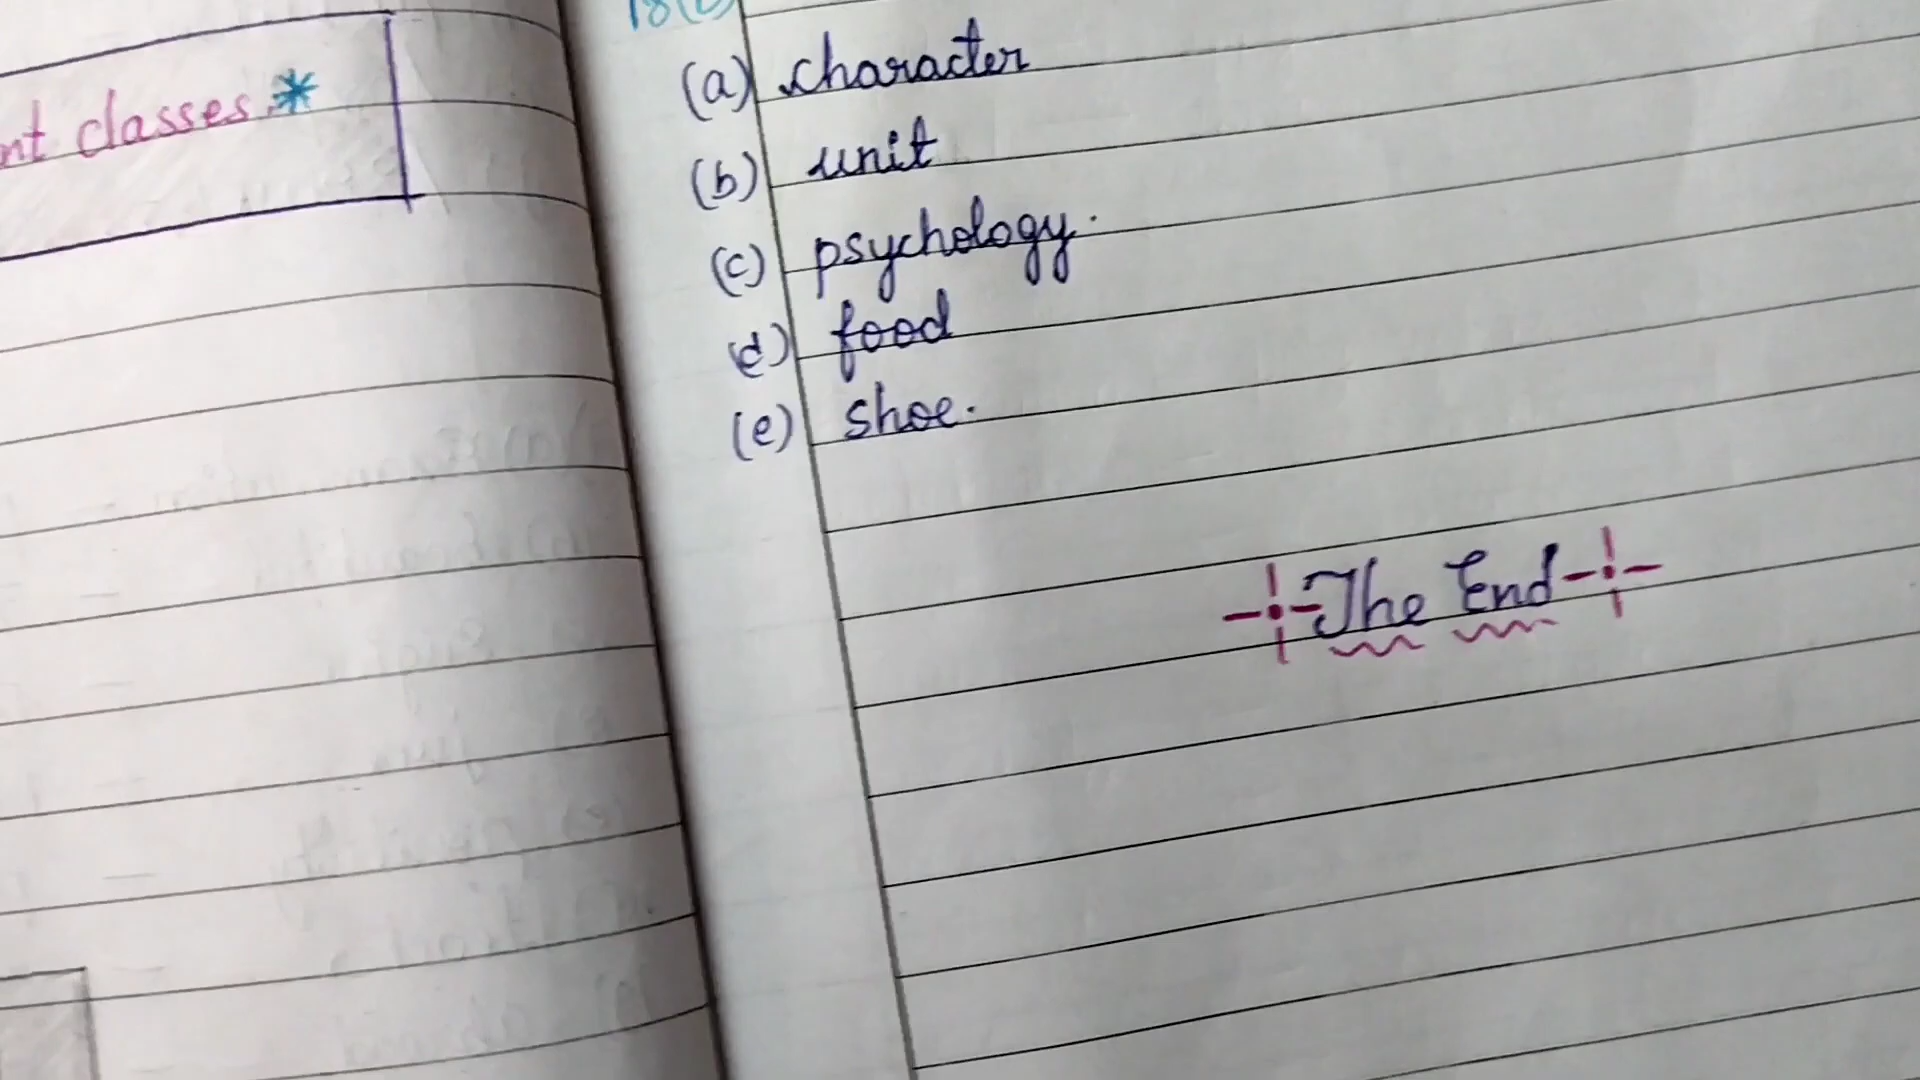 nt classes *
(a) character
(b) unit
(c) psychology.
(d) food
(e) shoe.
The End